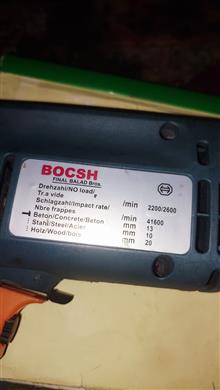 BOCSH
FINAL BALAD Bros.
Drehzahl/NO load/
Tr.a vide /min 2200/2600
Schlagzahl/Impact rate/
Nbre frappes /min 41600
Beton/Concrete/Beton mm 13
Stahl/Steel/Acier mm 10
Holz/Wood/bois mm 20